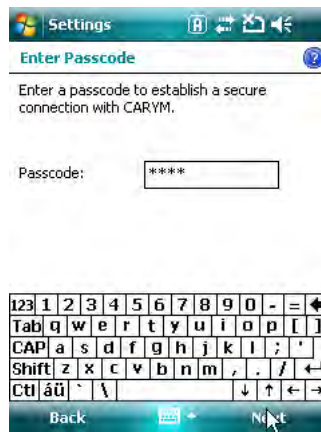 Settings
Enter Passcode
Enter a passcode to establish a secure
connection with CARYM.
Passcode: ****
123 1 2 3 4 5 6 7 8 9 0 - =
Tab q w e r t y u i o p [ ]
CAP a s d f g h j k l ; '
Shift z x c v b n m , . /
Ctl áü ` \ ↓ ↑ ← →
Back Next